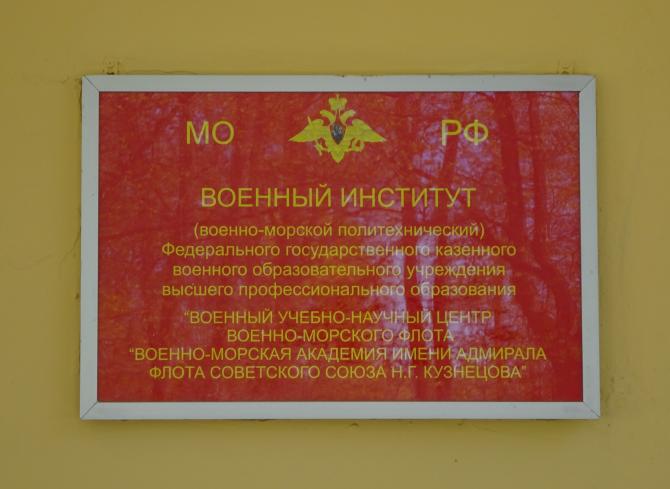 МО РФ
ВОЕННЫЙ ИНСТИТУТ
(военно-морской политехнический)
Федерального государственного казенного
военного образовательного учреждения
высшего профессионального образования
"ВОЕННЫЙ УЧЕБНО-НАУЧНЫЙ ЦЕНТР
ВОЕННО-МОРСКОГО ФЛОТА
"ВОЕННО-МОРСКАЯ АКАДЕМИЯ ИМЕНИ АДМИРАЛА
ФЛОТА СОВЕТСКОГО СОЮЗА Н.Г. КУЗНЕЦОВА"